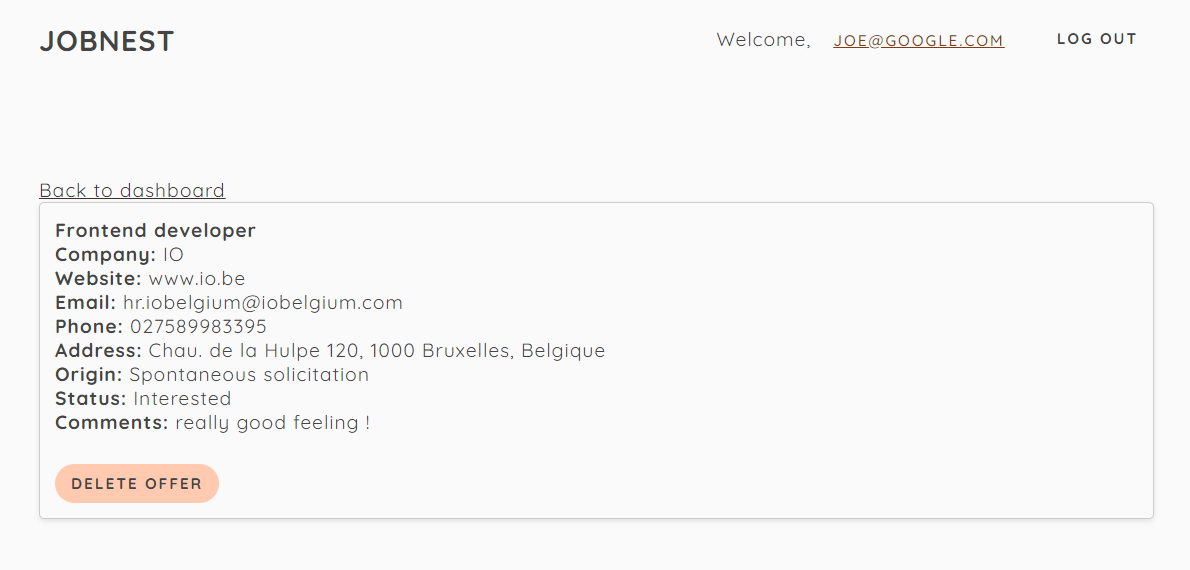 JOBNEST
Welcome, JOE@GOOGLE.COM LOG OUT
Back to dashboard
Frontend developer
Company: IO
Website: www.io.be
Email: hr.iobelgium@iobelgium.com
Phone: 027589983395
Address: Chau. de la Hulpe 120, 1000 Bruxelles, Belgique
Origin: Spontaneous solicitation
Status: Interested
Comments: really good feeling !
DELETE OFFER